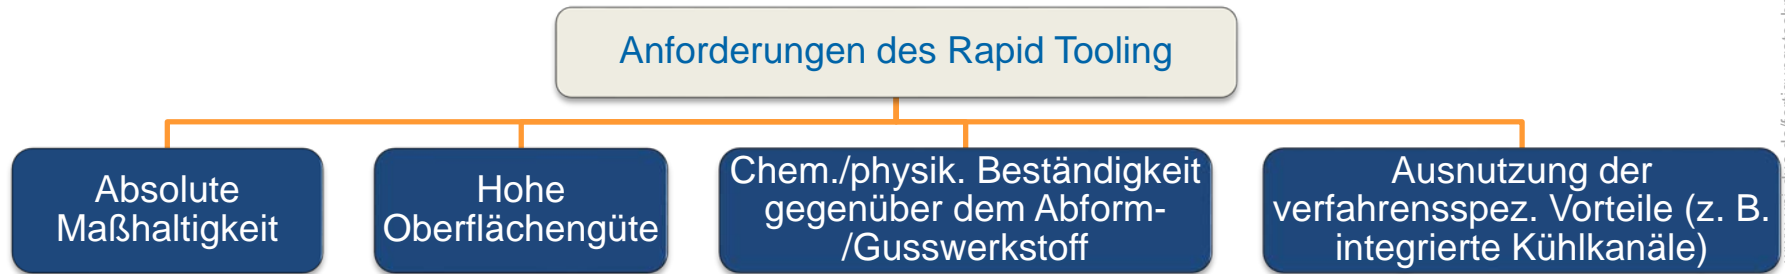 Anforderungen des Rapid Tooling
Absolute
Maßhaltigkeit
Hohe
Oberflächengüte
Chem./physik. Beständigkeit
gegenüber dem Abform-
/Gusswerkstoff
Ausnutzung der
verfahrensspez. Vorteile (z. B.
integrierte Kühlkanäle)